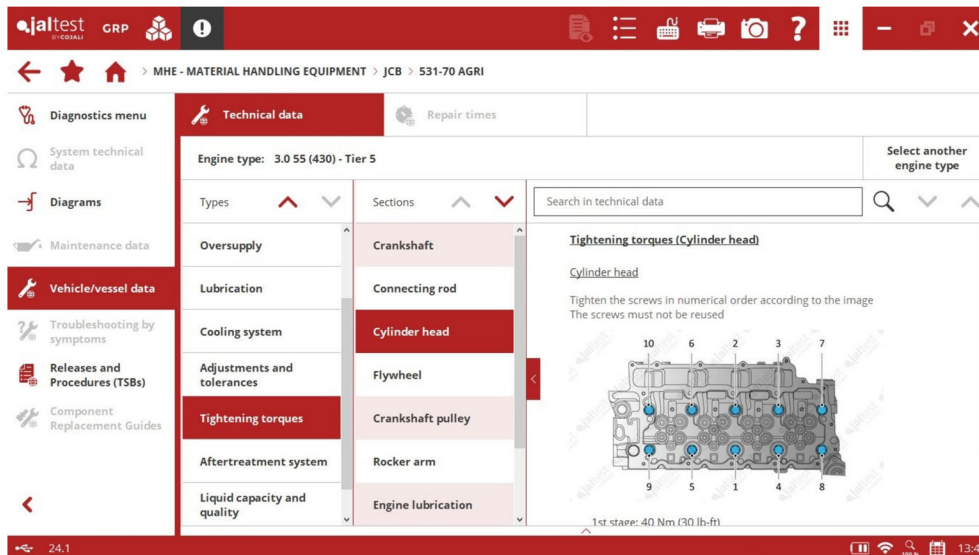 jaltest GRP
BY COJALI
> MHE - MATERIAL HANDLING EQUIPMENT > JCB > 531-70 AGRI
Diagnostics menu
System technical
data
Diagrams
Maintenance data
Vehicle/vessel data
Troubleshooting by
symptoms
Releases and
Procedures (TSBs)
Component
Replacement Guides
Technical data
Repair times
Engine type: 3.0 55 (430) - Tier 5
Select another
engine type
Types
Oversupply
Lubrication
Cooling system
Adjustments and
tolerances
Tightening torques
Aftertreatment system
Liquid capacity and
quality
Sections
Crankshaft
Connecting rod
Cylinder head
Flywheel
Crankshaft pulley
Rocker arm
Engine lubrication
Search in technical data
Tightening torques (Cylinder head)
Cylinder head
Tighten the screws in numerical order according to the image
The screws must not be reused
10 6 2 3 7
9 5 1 4 8
1st stage: 40 Nm (30 lb-ft)
24.1
100 %